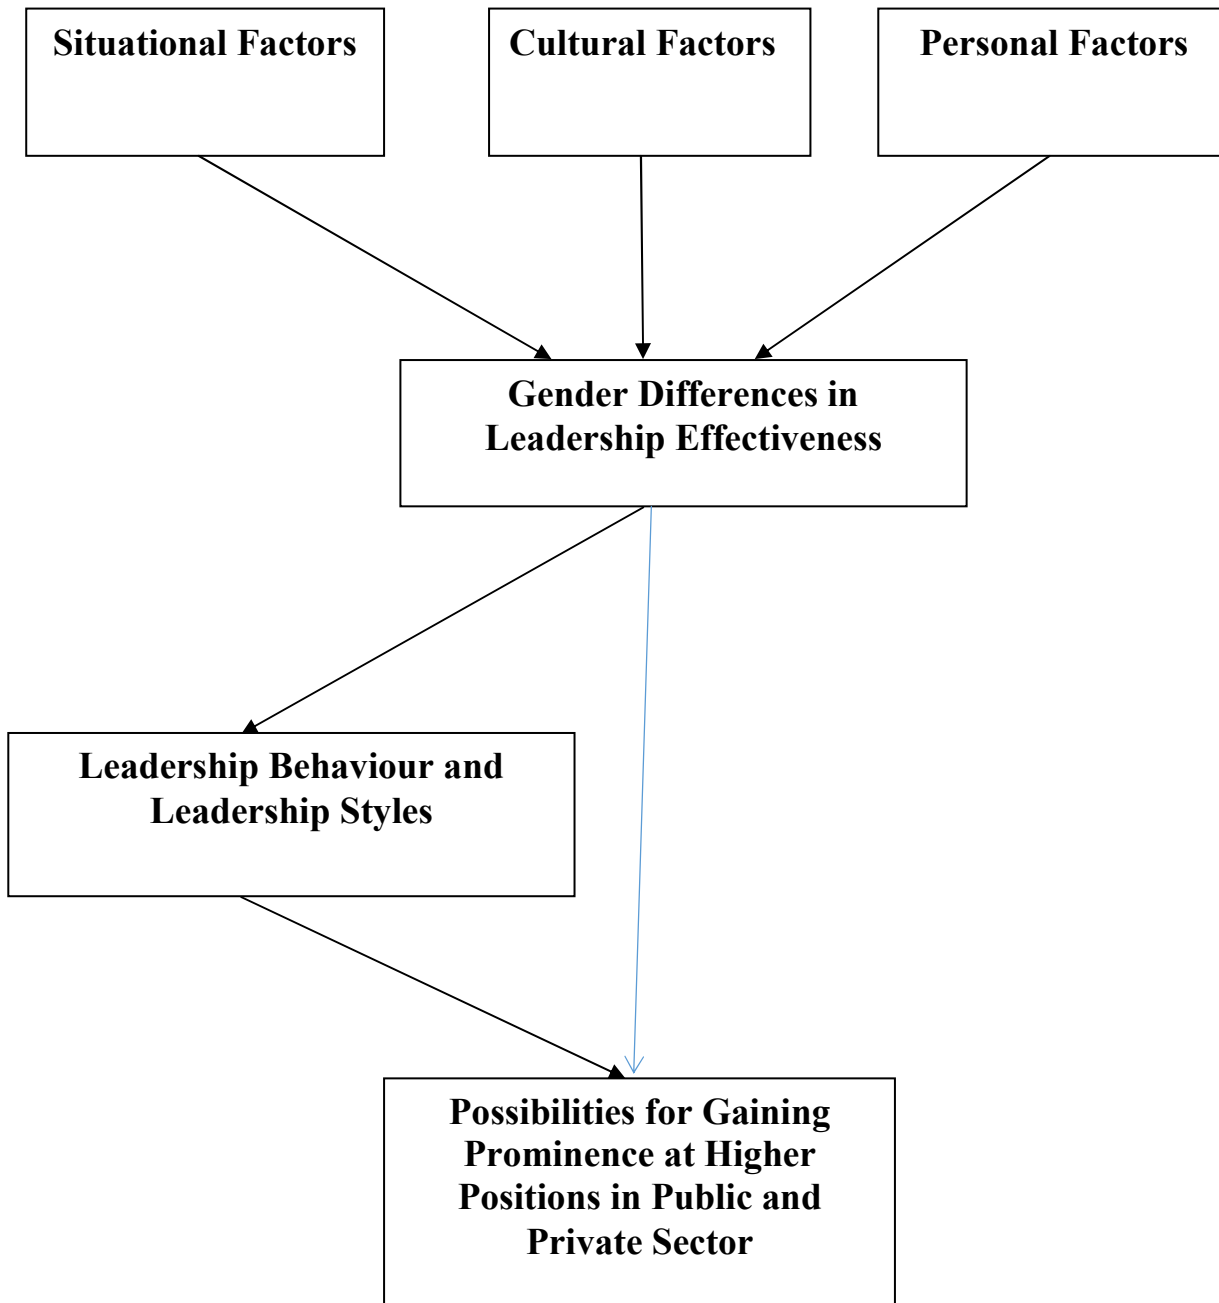 Situational Factors
Cultural Factors
Personal Factors
Gender Differences in
Leadership Effectiveness
Leadership Behaviour and
Leadership Styles
Possibilities for Gaining
Prominence at Higher
Positions in Public and
Private Sector